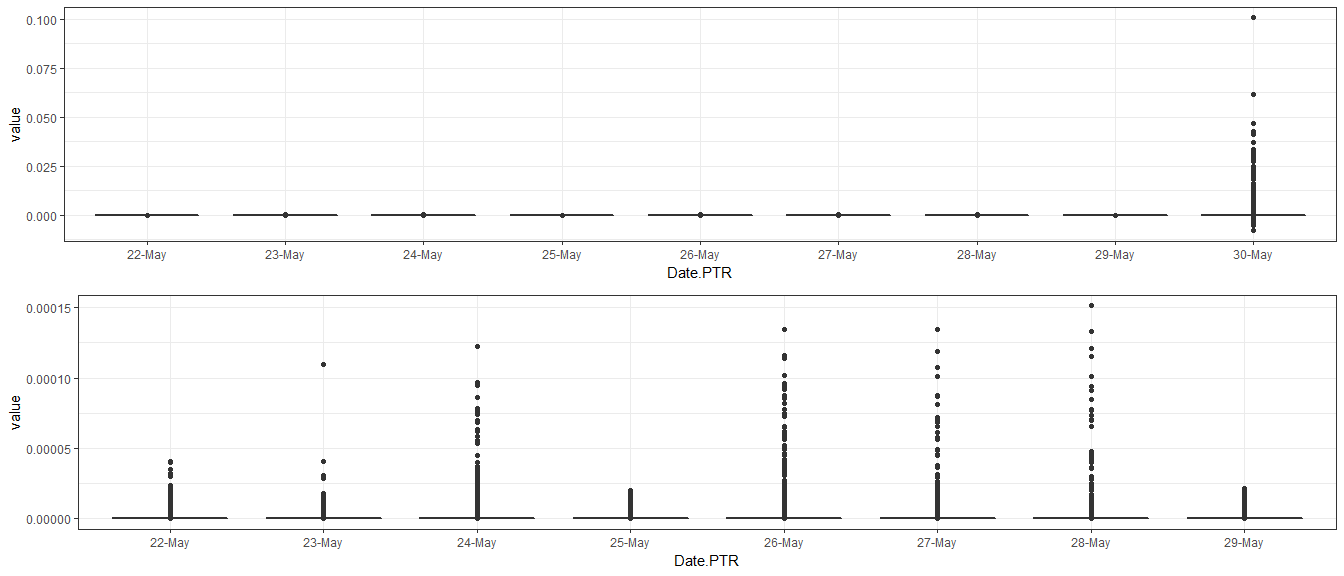 0.100
0.075
0.050
0.025
0.000
value
22-May 23-May 24-May 25-May 26-May 27-May 28-May 29-May 30-May
Date.PTR
0.00015
0.00010
0.00005
0.00000
value
22-May 23-May 24-May 25-May 26-May 27-May 28-May 29-May
Date.PTR